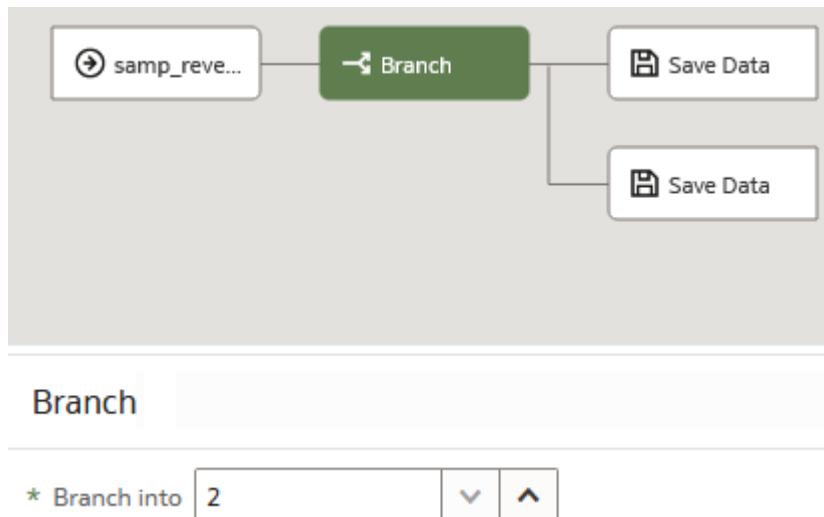 samp_reve...
Branch
Save Data
Save Data
Branch
* Branch into 2